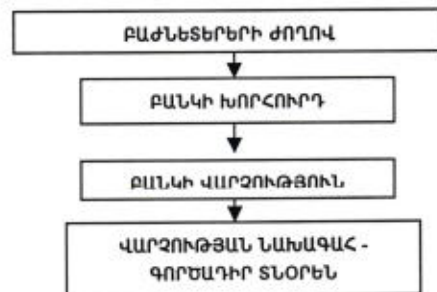 ԲԱԺՆԵՏԵՐԵՐԻ ԺՈՂՈՎ
ԲԱՆԿԻ ԽՈՐՀՈՒՐԴ
ԲԱՆԿԻ ՎԱՐՉՈՒԹՅՈՒՆ
ՎԱՐՉՈՒԹՅԱՆ ՆԱԽԱԳԱՀ -
ԳՈՐԾԱԴԻՐ ՏՆՕՐԵՆ